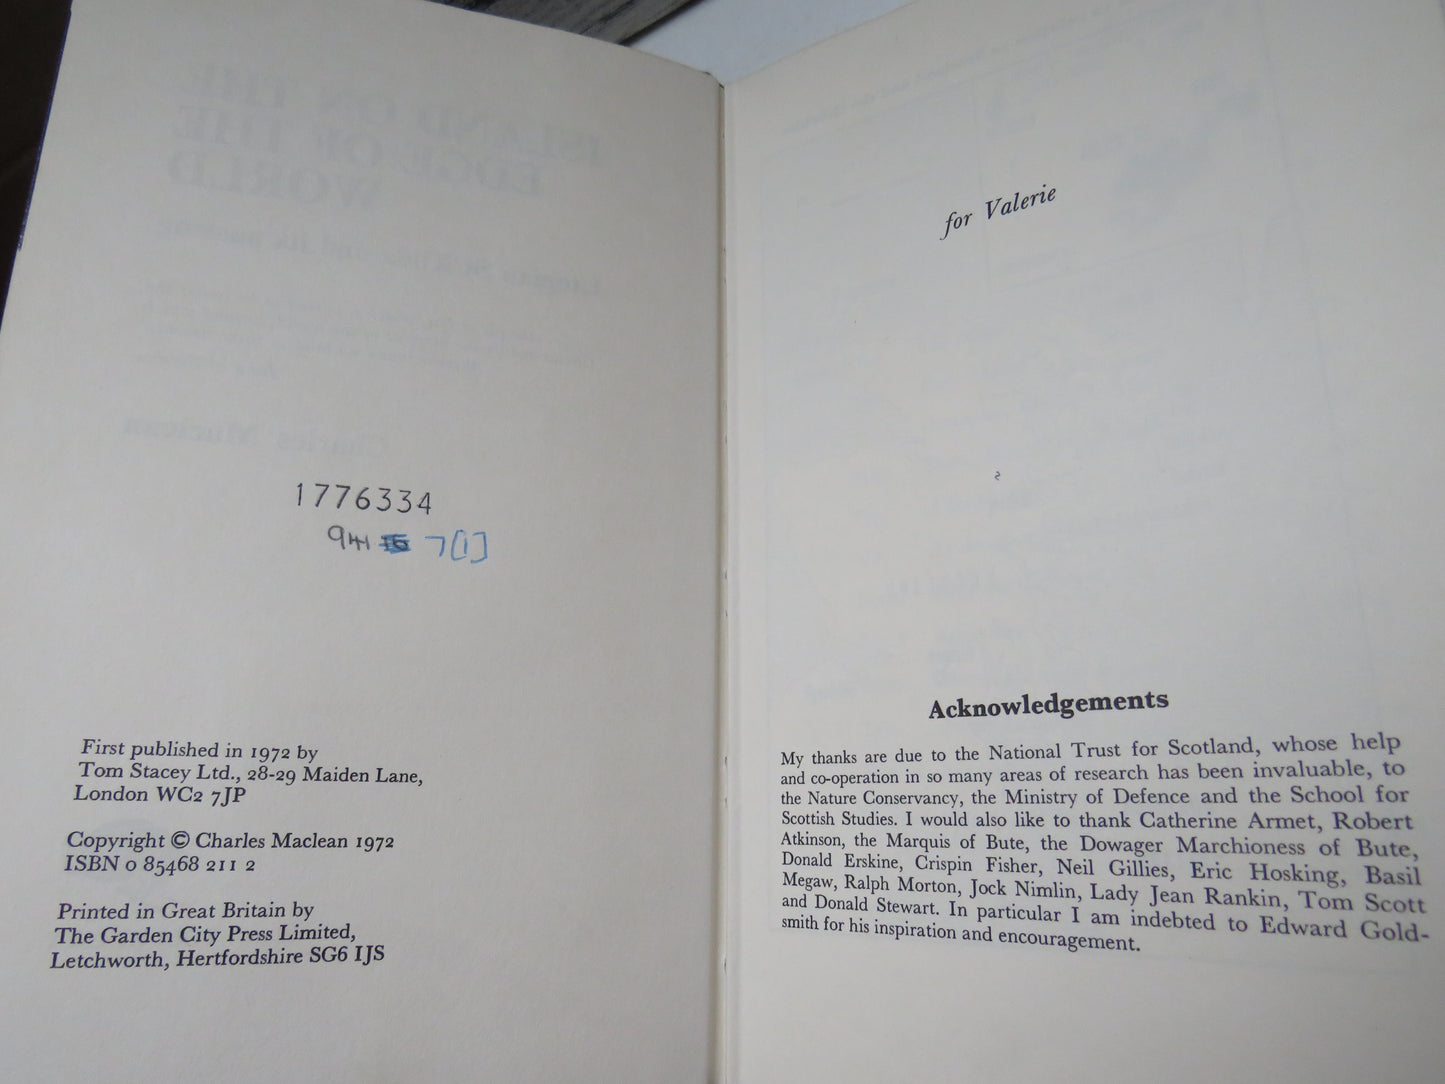 1776334
7[1]
First published in 1972 by
Tom Stacey Ltd., 28-29 Maiden Lane,
London WC2 7JP
Copyright © Charles Maclean 1972
ISBN 0 85468 211 2
Printed in Great Britain by
The Garden City Press Limited,
Letchworth, Hertfordshire SG6 IJS
for Valerie
Acknowledgements
My thanks are due to the National Trust for Scotland, whose help
and co-operation in so many areas of research has been invaluable, to
the Nature Conservancy, the Ministry of Defence and the School for
Scottish Studies. I would also like to thank Catherine Armet, Robert
Atkinson, the Marquis of Bute, the Dowager Marchioness of Bute,
Donald Erskine, Crispin Fisher, Neil Gillies, Eric Hosking, Basil
Megaw, Ralph Morton, Jock Nimlin, Lady Jean Rankin, Tom Scott
and Donald Stewart. In particular I am indebted to Edward Gold-
smith for his inspiration and encouragement.